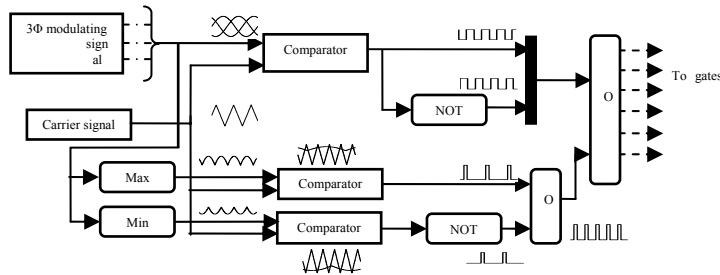 3Φ modulating
sign
al
Comparator
NOT
O
To gates
Carrier signal
Max
Comparator
Min
Comparator
NOT
O